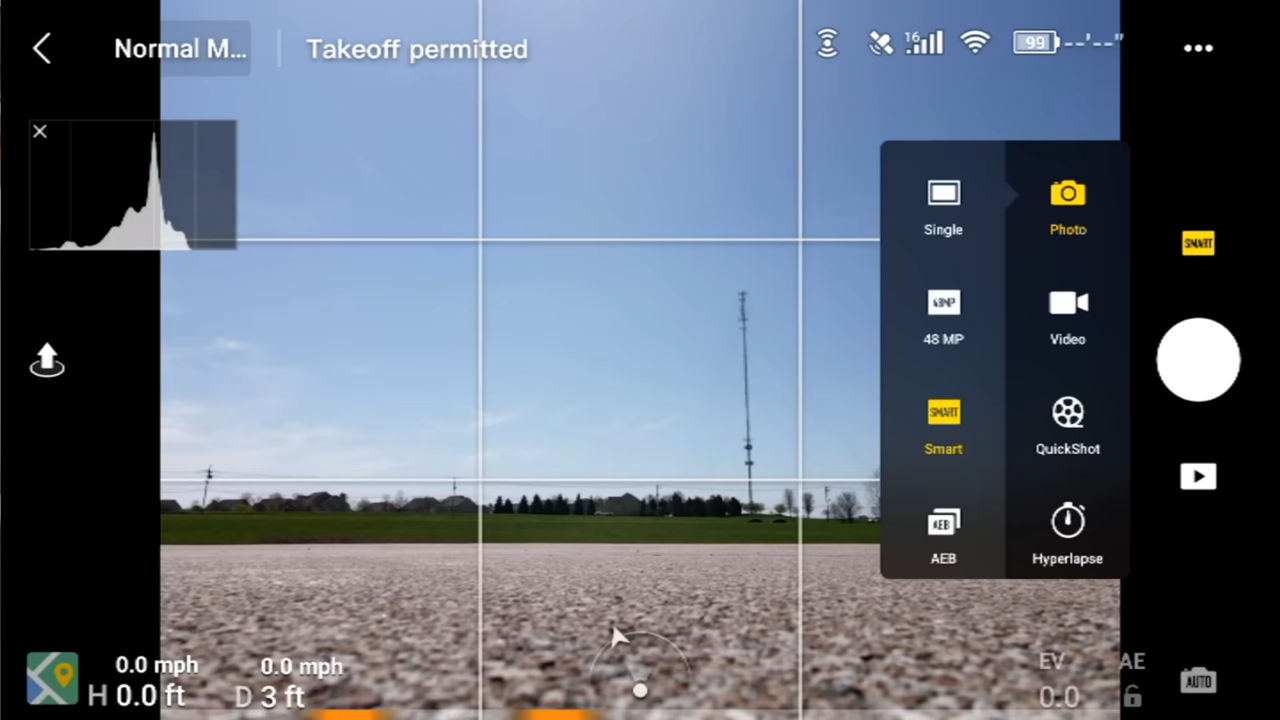 Normal M... Takeoff permitted 16 99 --'--"
Single Photo
SMART
48MP
48 MP Video
SMART
Smart QuickShot
AEB
AEB Hyperlapse
0.0 mph 0.0 mph EV AE
H 0.0 ft D 3 ft 0.0 AUTO